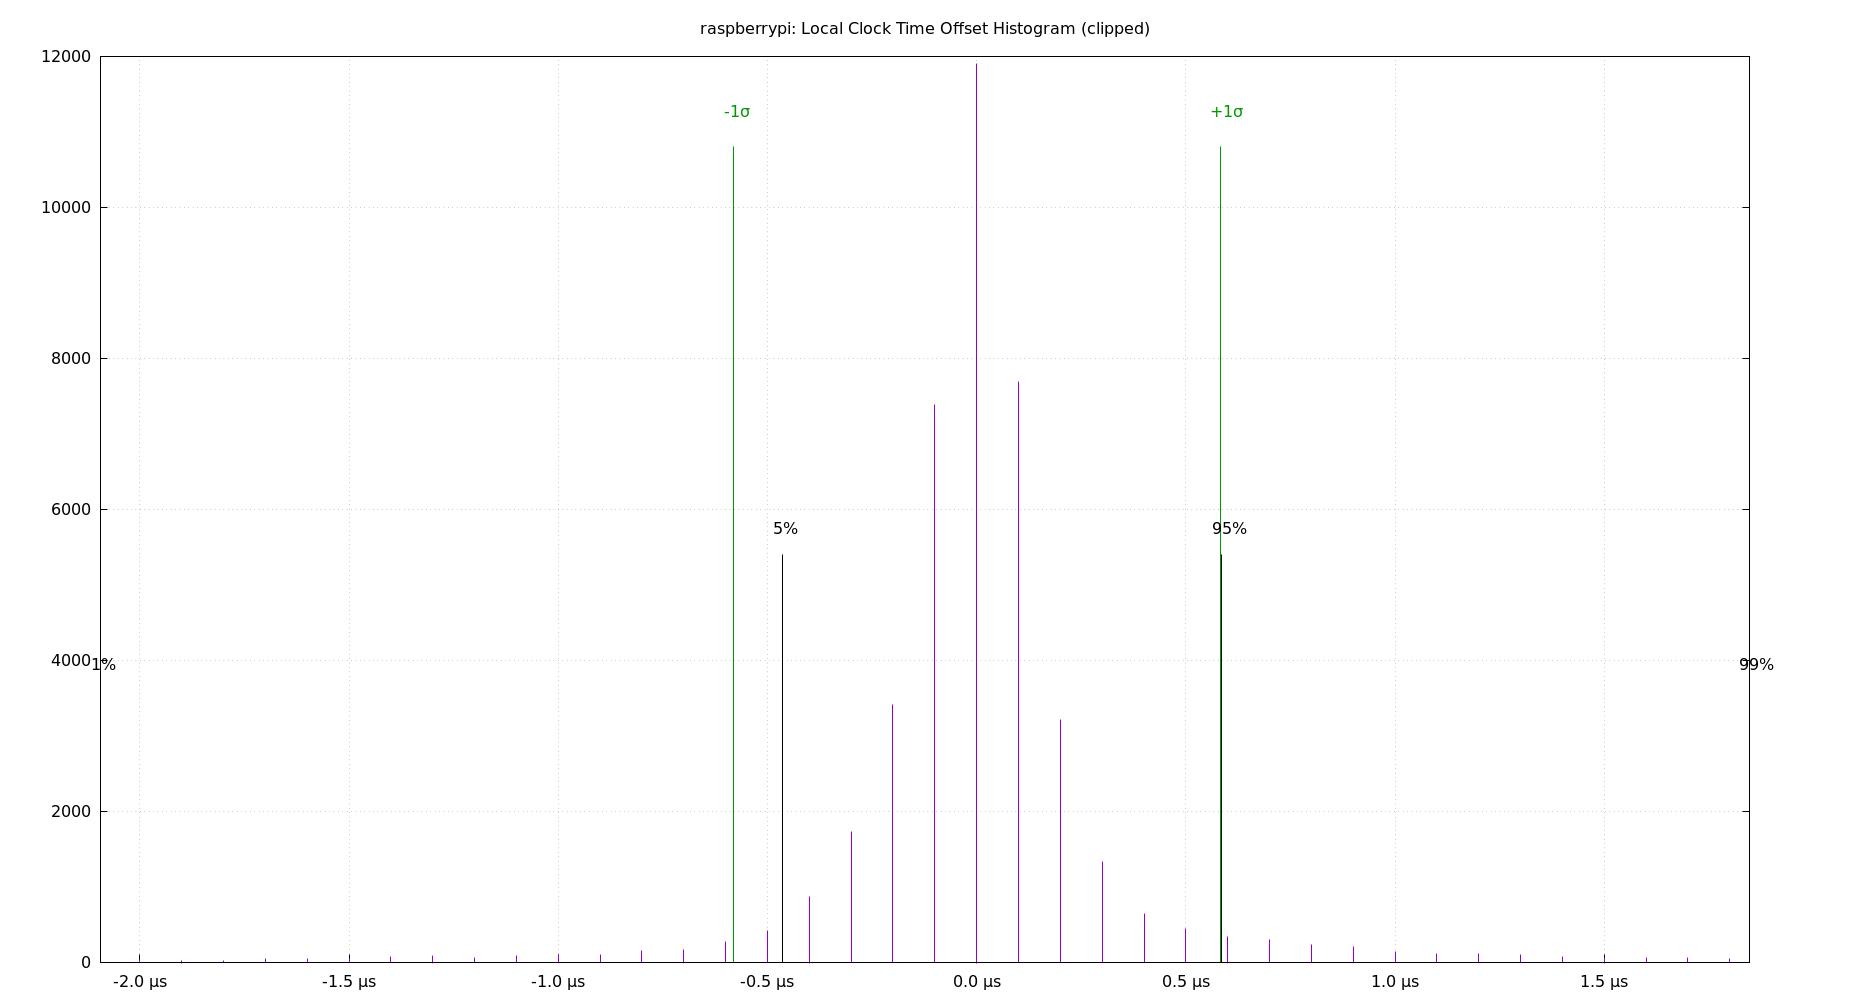 raspberrypi: Local Clock Time Offset Histogram (clipped)
12000
-1σ
+1σ
10000
8000
6000
5%
95%
4000
1%
99%
2000
0
-2.0 µs
-1.5 µs
-1.0 µs
-0.5 µs
0.0 µs
0.5 µs
1.0 µs
1.5 µs